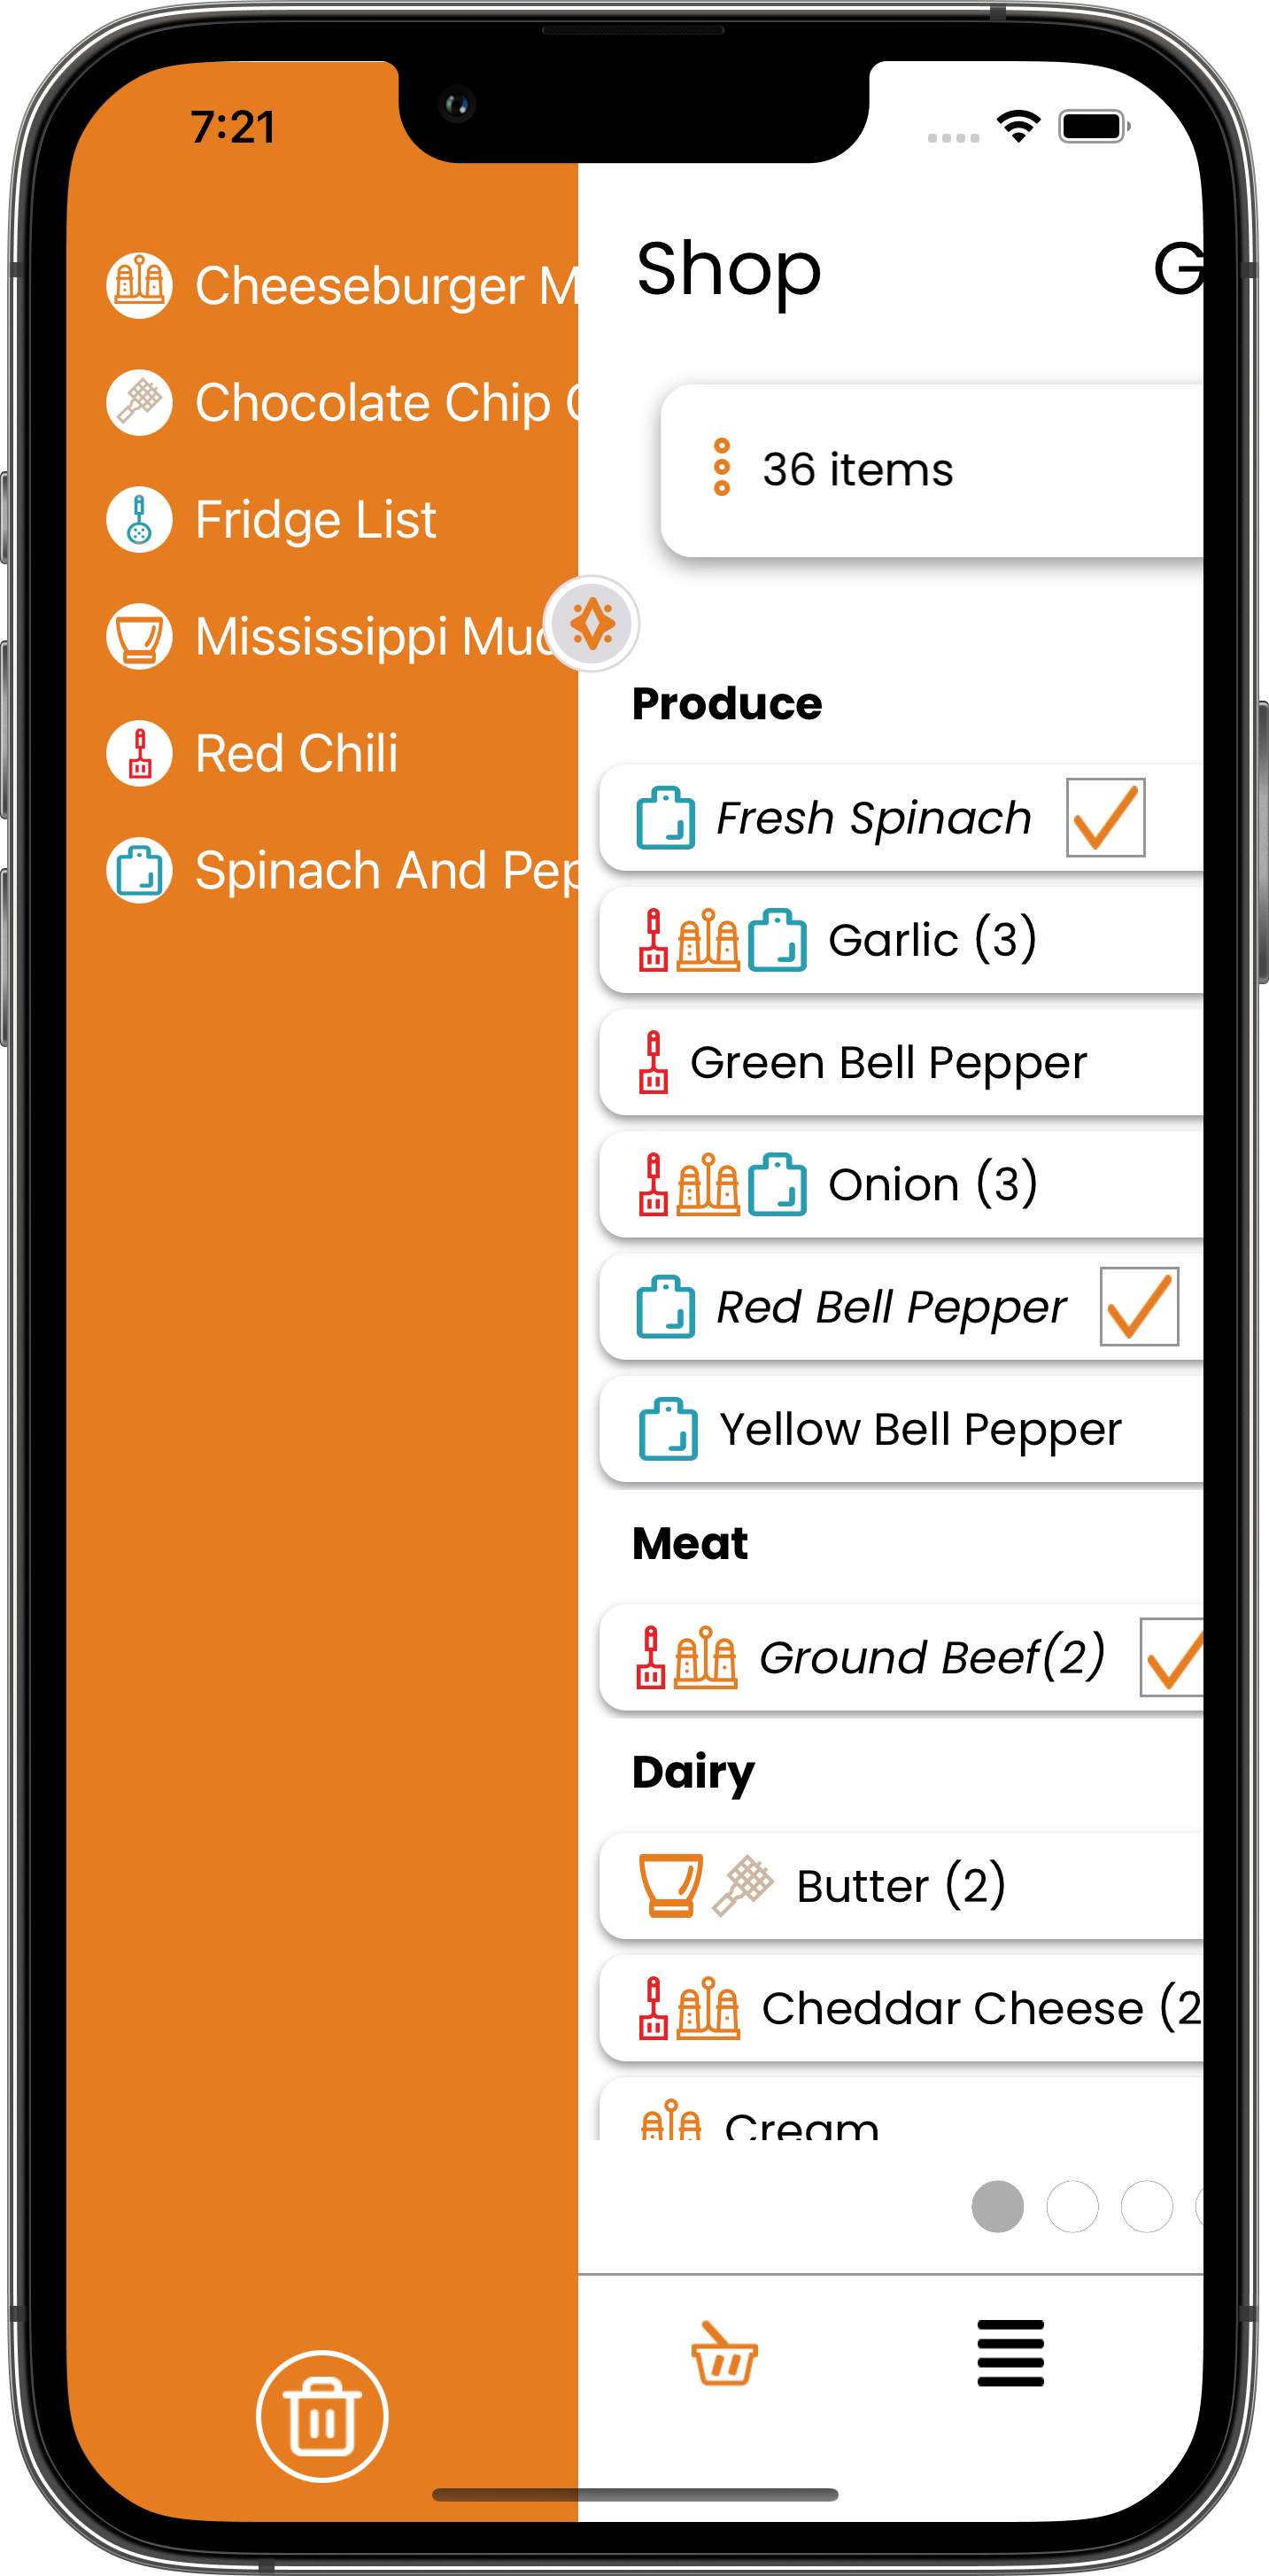 7:21
Cheeseburger M
Chocolate Chip
Fridge List
Mississippi Mud
Red Chili
Spinach And Pep
Shop G
36 items
Produce
Fresh Spinach
Garlic (3)
Green Bell Pepper
Onion (3)
Red Bell Pepper
Yellow Bell Pepper
Meat
Ground Beef(2)
Dairy
Butter (2)
Cheddar Cheese (2
Cream